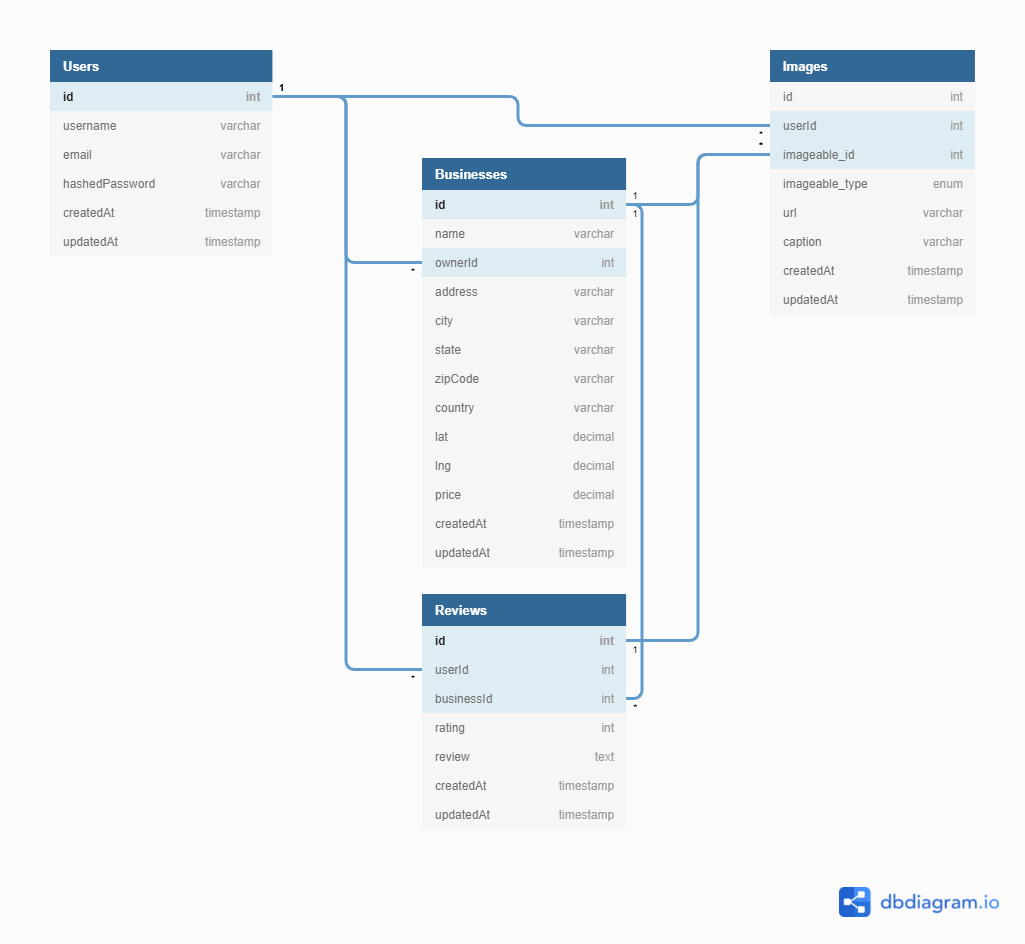 Users
id int
username varchar
email varchar
hashedPassword varchar
createdAt timestamp
updatedAt timestamp
1
*
Businesses
id int
name varchar
ownerId int
address varchar
city varchar
state varchar
zipCode varchar
country varchar
lat decimal
lng decimal
price decimal
createdAt timestamp
updatedAt timestamp
1
1
*
Reviews
id int
userId int
businessId int
rating int
review text
createdAt timestamp
updatedAt timestamp
1
*
Images
id int
userId int
imageable_id int
imageable_type enum
url varchar
caption varchar
createdAt timestamp
updatedAt timestamp
*
*
dbdiagram.io